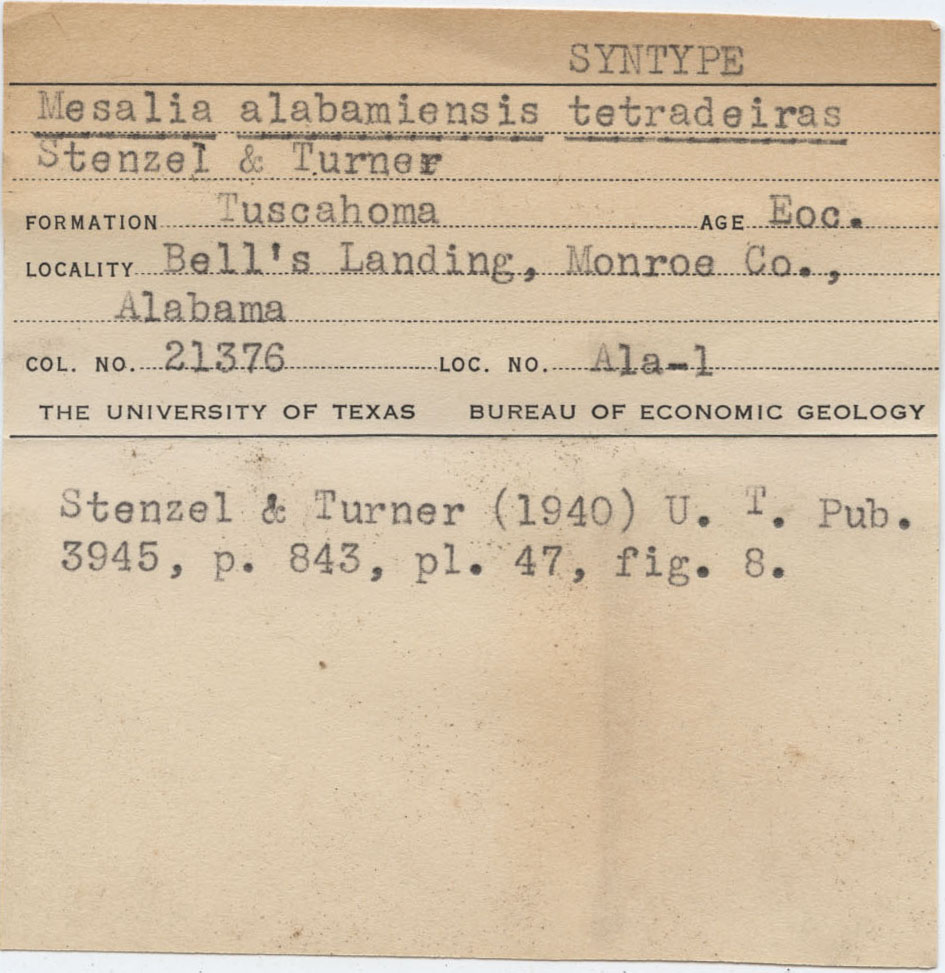 SYNTYPE
Mesalia alabamiensis tetradeiras
Stenzel & Turner
FORMATION Tuscahoma AGE Eoc.
LOCALITY Bell's Landing, Monroe Co.,
Alabama
COL. NO. 21376 LOC. NO. Ala-1
THE UNIVERSITY OF TEXAS BUREAU OF ECONOMIC GEOLOGY
Stenzel & Turner (1940) U. T. Pub.
3945, p. 843, pl. 47, fig. 8.